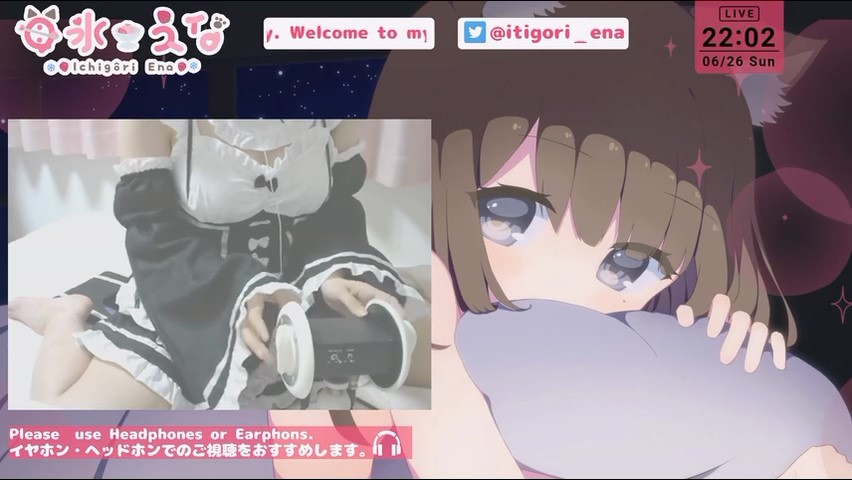 苺氷えな
Ichigôri Ena
y. Welcome to my
@itigori_ena
LIVE
22:02
06/26 Sun
Please use Headphones or Earphons.
イヤホン・ヘッドホンでのご視聴をおすすめします。